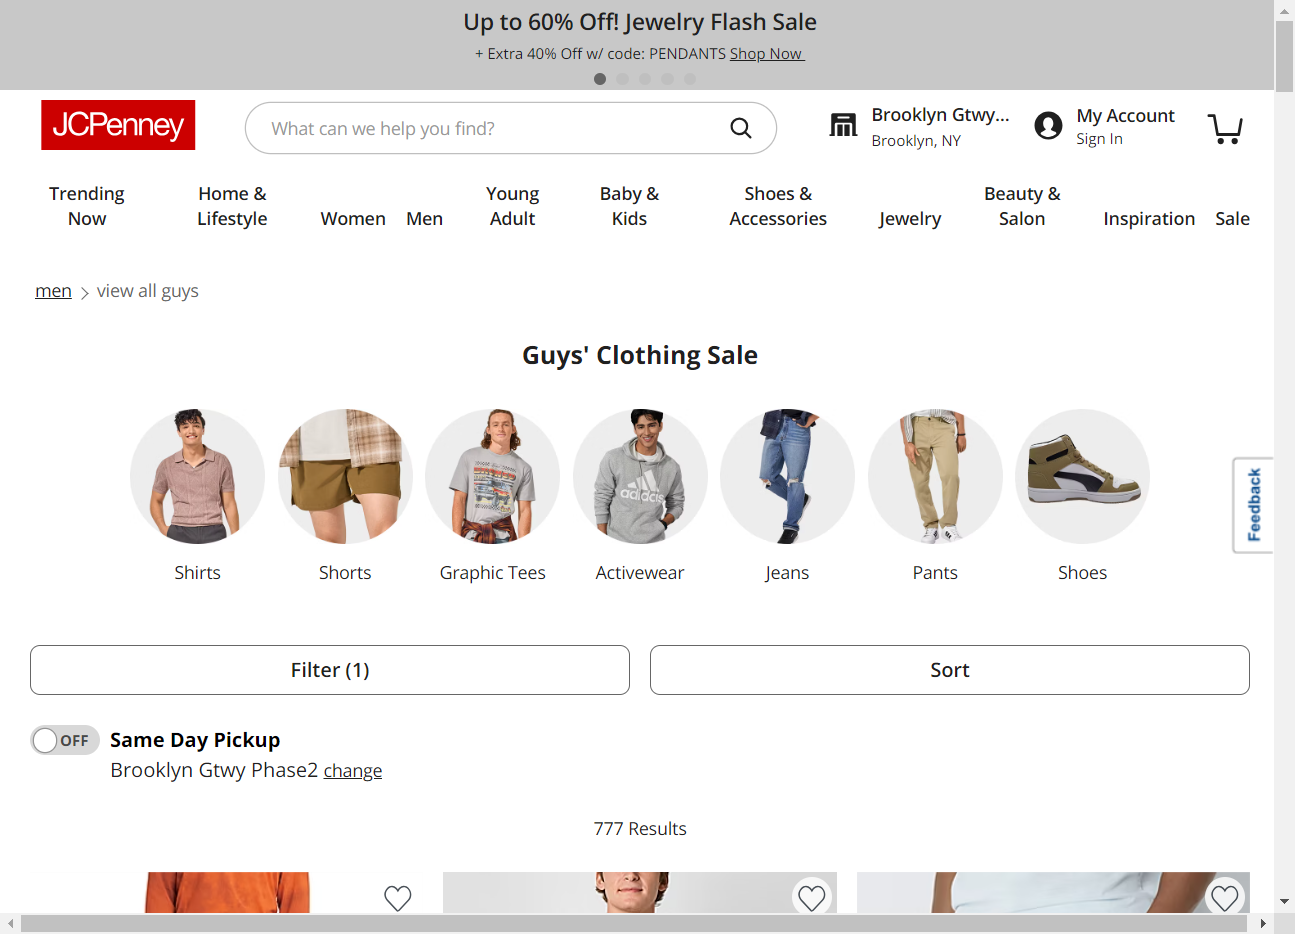 Up to 60% Off! Jewelry Flash Sale
+ Extra 40% Off w/ code: PENDANTS Shop Now
JCPenney
What can we help you find?
Brooklyn Gtwy...
Brooklyn, NY
My Account
Sign In
Trending Now
Home & Lifestyle
Women
Men
Young Adult
Baby & Kids
Shoes & Accessories
Jewelry
Beauty & Salon
Inspiration
Sale
men
view all guys
Guys' Clothing Sale
adidas
Shirts
Shorts
Graphic Tees
Activewear
Jeans
Pants
Shoes
Feedback
Filter (1)
Sort
OFF
Same Day Pickup
Brooklyn Gtwy Phase2 change
777 Results